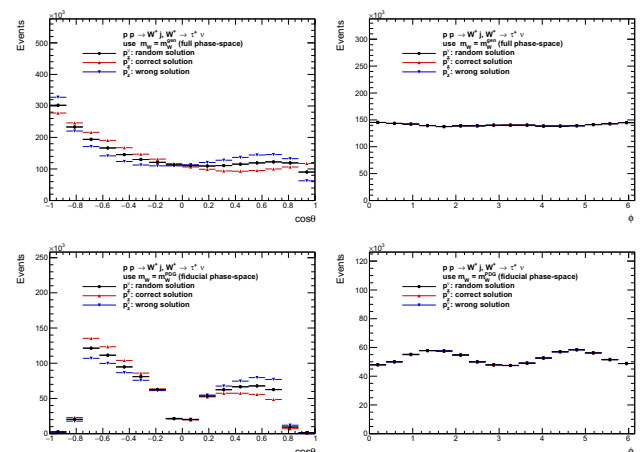 ×10³
Events
p p → W⁺ j, W⁺ → τ⁺ ν
use m_W = m_W^gen (full phase-space)
p_z^ν: random solution
p_z^ν: correct solution
p_z^ν: wrong solution
500
400
300
200
100
0
−1 −0.8 −0.6 −0.4 −0.2 0 0.2 0.4 0.6 0.8 1
cosθ
×10³
Events
p p → W⁺ j, W⁺ → τ⁺ ν
use m_W = m_W^gen (full phase-space)
p_z^ν: random solution
p_z^ν: correct solution
p_z^ν: wrong solution
300
250
200
150
100
50
0
0 1 2 3 4 5 6
φ
×10³
Events
p p → W⁺ j, W⁺ → τ⁺ ν
use m_W = m_W^PDG (fiducial phase-space)
p_z^ν: random solution
p_z^ν: correct solution
p_z^ν: wrong solution
250
200
150
100
50
0
−1 −0.8 −0.6 −0.4 −0.2 0 0.2 0.4 0.6 0.8 1
cosθ
×10³
Events
p p → W⁺ j, W⁺ → τ⁺ ν
use m_W = m_W^PDG (fiducial phase-space)
p_z^ν: random solution
p_z^ν: correct solution
p_z^ν: wrong solution
120
100
80
60
40
20
0
0 1 2 3 4 5 6
φ